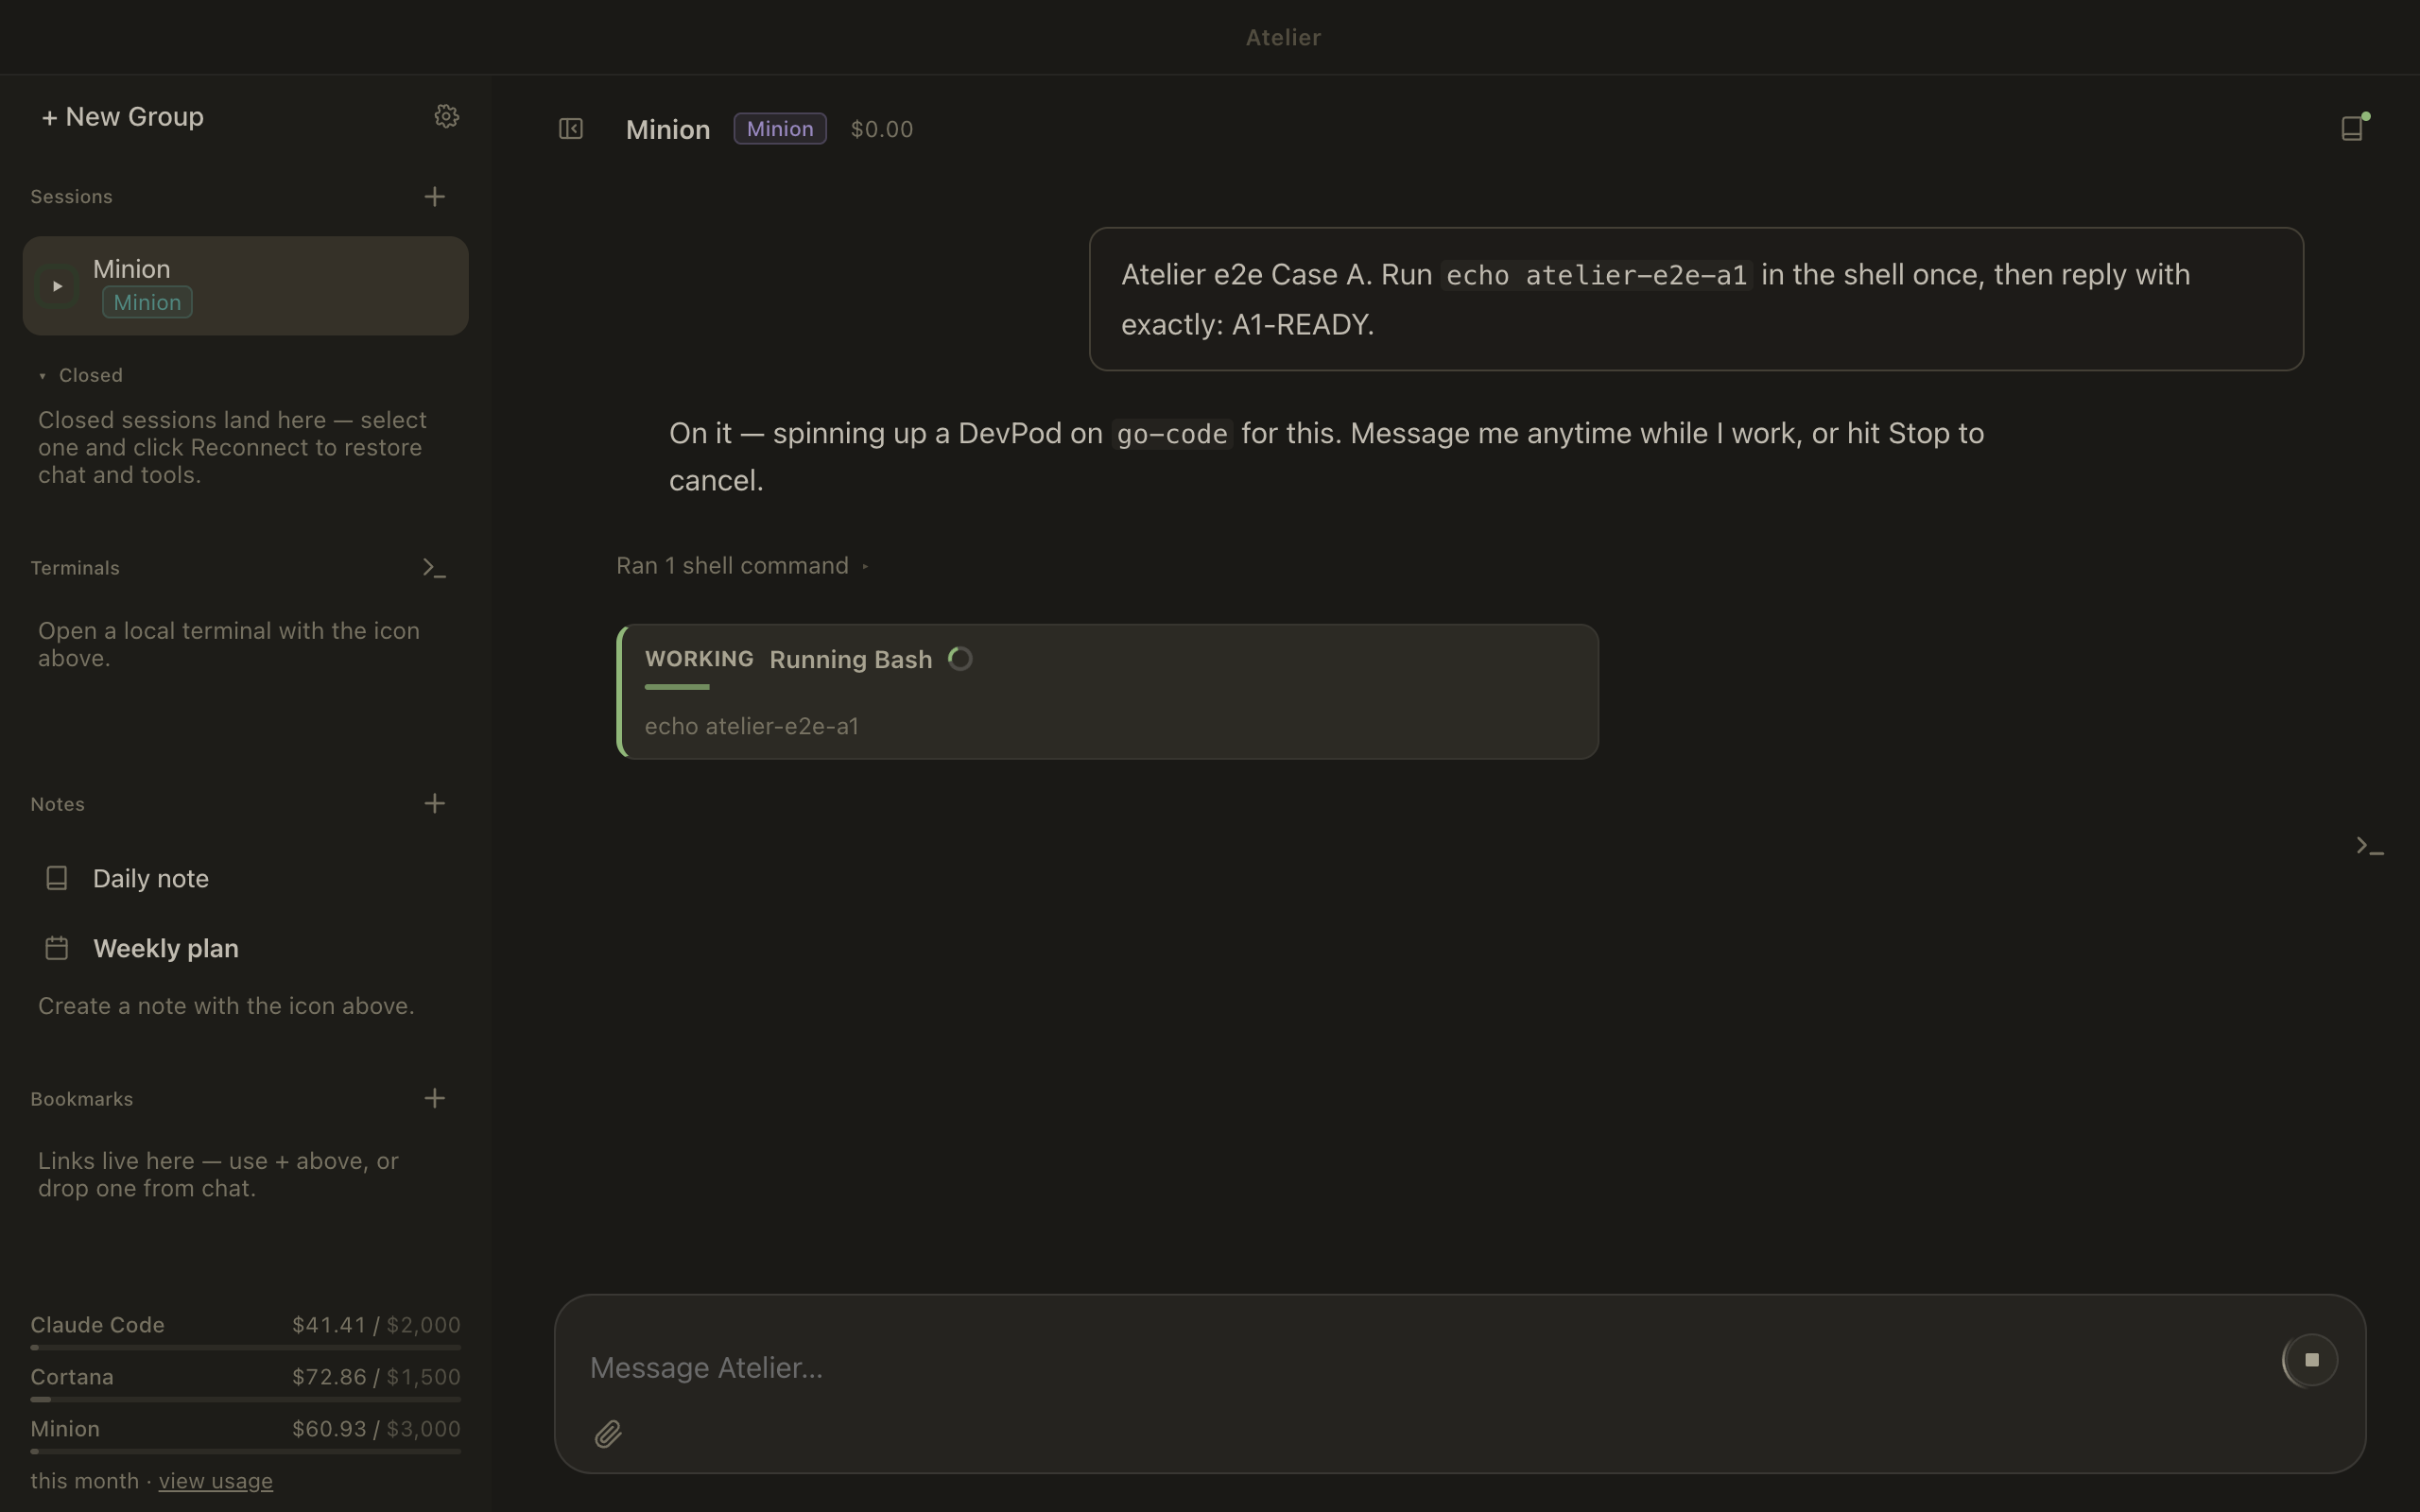 Atelier
+ New Group
Sessions
Minion
Minion
Closed
Closed sessions land here — select
one and click Reconnect to restore
chat and tools.
Terminals
Open a local terminal with the icon
above.
Notes
Daily note
Weekly plan
Create a note with the icon above.
Bookmarks
Links live here — use + above, or
drop one from chat.
Claude Code $41.41 / $2,000
Cortana $72.86 / $1,500
Minion $60.93 / $3,000
this month · view usage
Minion Minion $0.00
Atelier e2e Case A. Run echo atelier-e2e-a1 in the shell once, then reply with
exactly: A1-READY.
On it — spinning up a DevPod on go-code for this. Message me anytime while I work, or hit Stop to
cancel.
Ran 1 shell command
WORKING Running Bash
echo atelier-e2e-a1
Message Atelier...